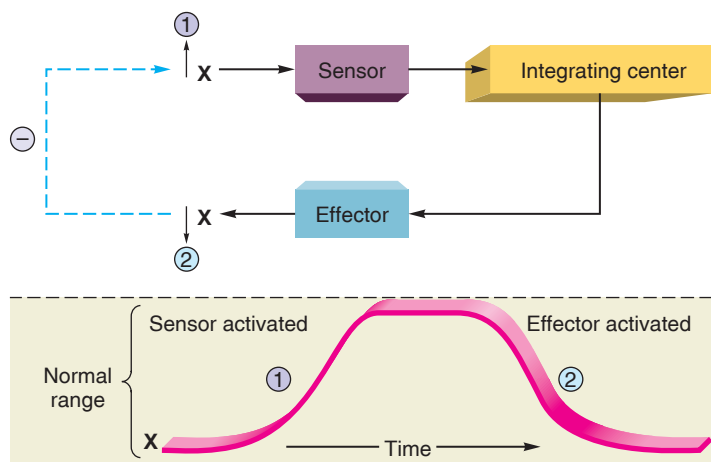 1
X
Sensor
Integrating center
−
X
Effector
2
Sensor activated
Effector activated
Normal
range
1
2
X
Time